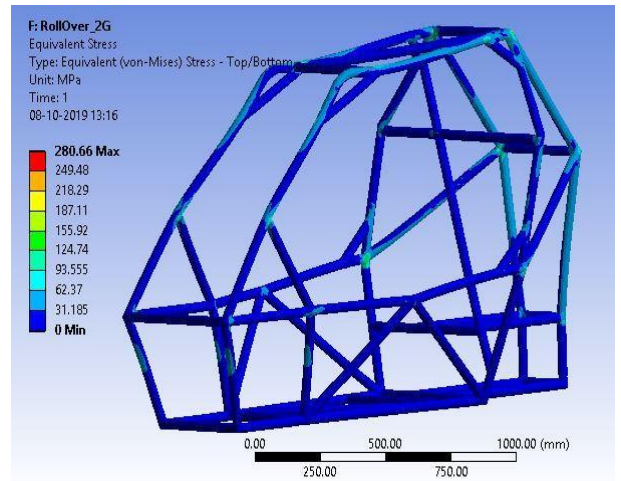 F: RollOver_2G
Equivalent Stress
Type: Equivalent (von-Mises) Stress - Top/Bottom
Unit: MPa
Time: 1
08-10-2019 13:16
280.66 Max
249.48
218.29
187.11
155.92
124.74
93.555
62.37
31.185
0 Min
0.00 500.00 1000.00 (mm)
250.00 750.00